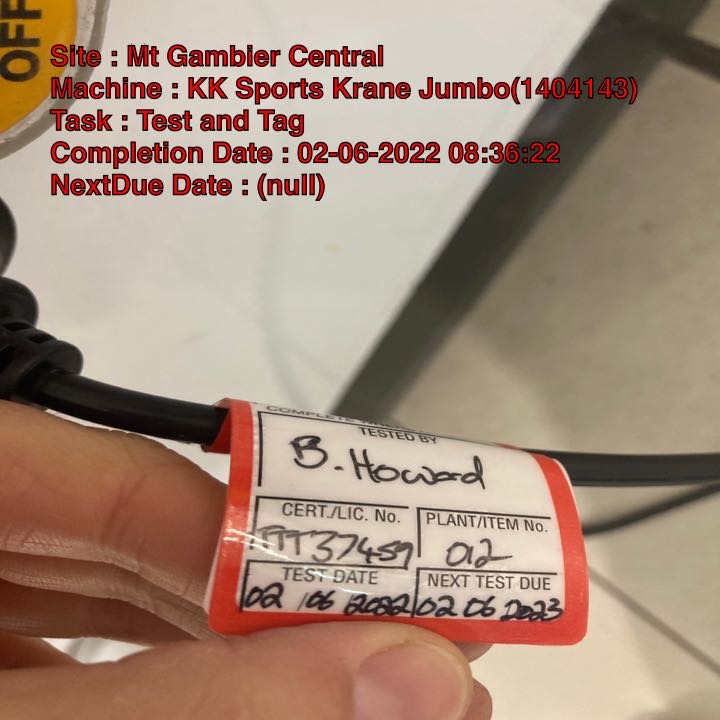 OFF
Site : Mt Gambier Central
Machine : KK Sports Krane Jumbo(1404143)
Task : Test and Tag
Completion Date : 02-06-2022 08:36:22
NextDue Date : (null)
TESTED BY
B. Howard
CERT./LIC. No. PLANT/ITEM No.
TTT37459 012
TEST DATE NEXT TEST DUE
02 06 2022 02 06 2023